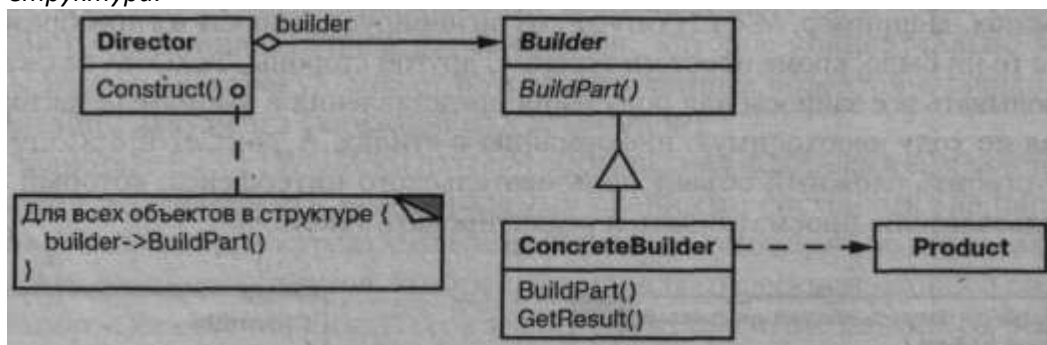 структура.
builder
Director
Builder
Construct()
BuildPart()
Для всех объектов в структуре {
builder->BuildPart()
}
ConcreteBuilder
Product
BuildPart()
GetResult()